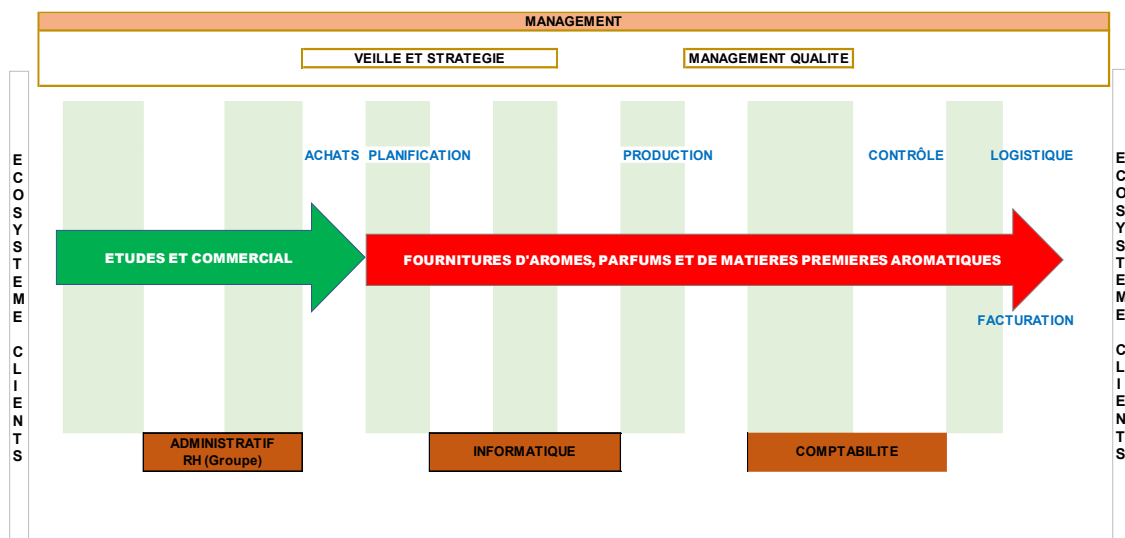 MANAGEMENT
VEILLE ET STRATEGIE
MANAGEMENT QUALITE
ECOSYSTEME CLIENTS
ACHATS PLANIFICATION
PRODUCTION
CONTRÔLE
LOGISTIQUE
ETUDES ET COMMERCIAL
FOURNITURES D'AROMES, PARFUMS ET DE MATIERES PREMIERES AROMATIQUES
FACTURATION
ADMINISTRATIF
RH (Groupe)
INFORMATIQUE
COMPTABILITE
ECOSYSTEME CLIENTS